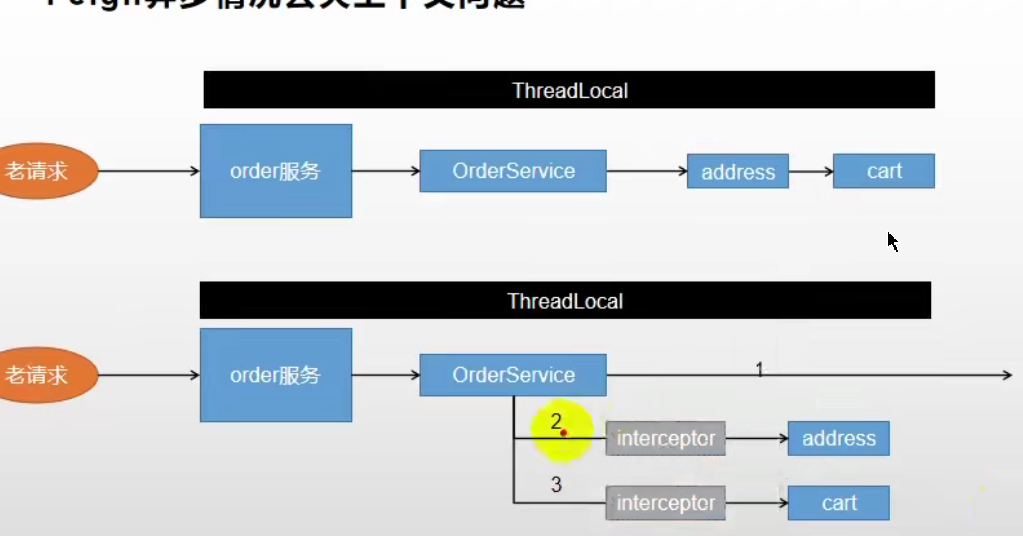 Feign异步情况丢失上下文问题
ThreadLocal
老请求
order服务
OrderService
address
cart
ThreadLocal
老请求
order服务
OrderService
1
2
interceptor
address
3
interceptor
cart